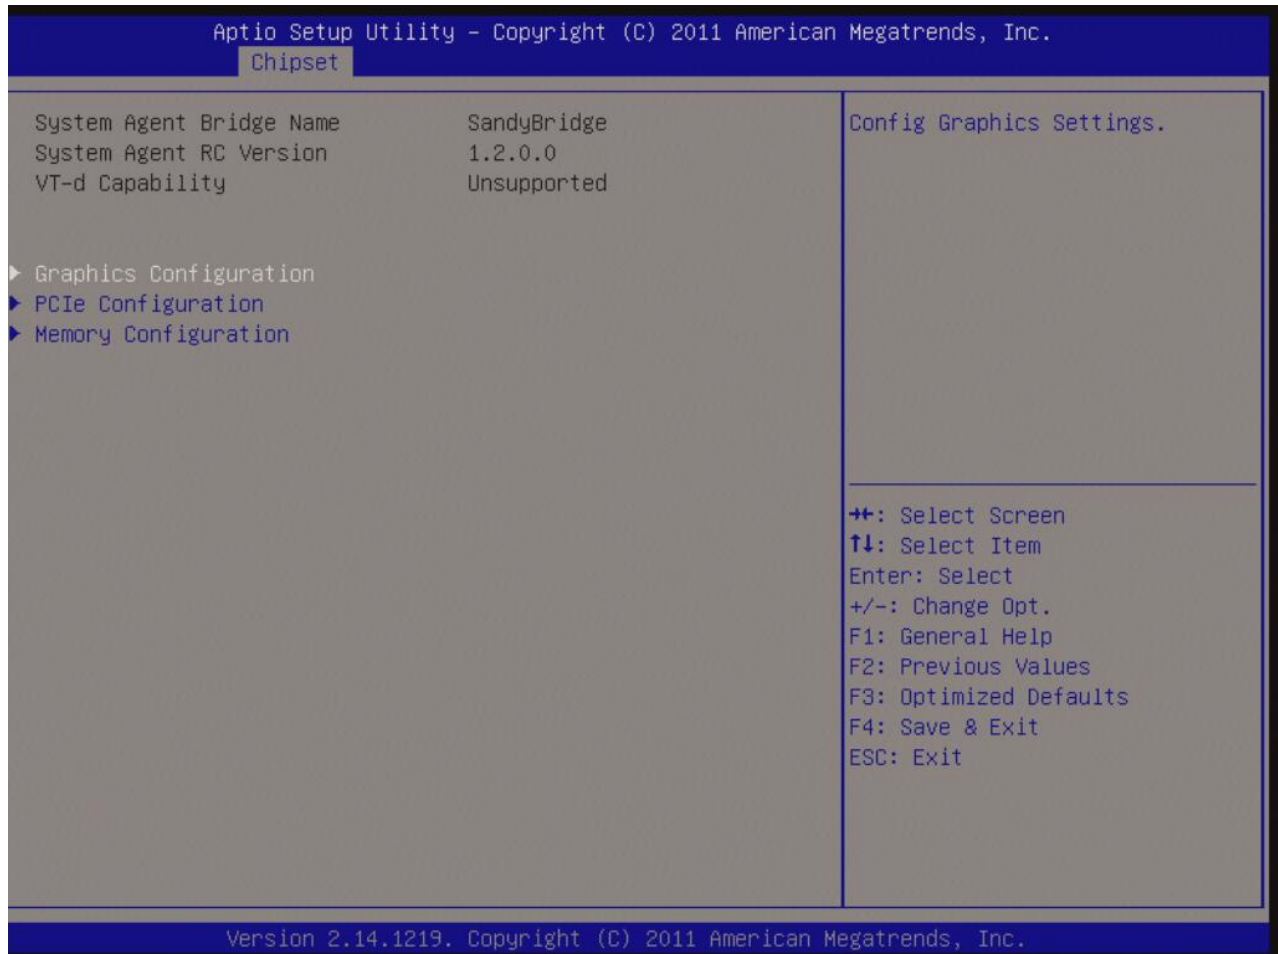 Aptio Setup Utility – Copyright (C) 2011 American Megatrends, Inc.
Chipset
System Agent Bridge Name SandyBridge
System Agent RC Version 1.2.0.0
VT-d Capability Unsupported
▶ Graphics Configuration
▶ PCIe Configuration
▶ Memory Configuration
Config Graphics Settings.
→←: Select Screen
↑↓: Select Item
Enter: Select
+/-: Change Opt.
F1: General Help
F2: Previous Values
F3: Optimized Defaults
F4: Save & Exit
ESC: Exit
Version 2.14.1219. Copyright (C) 2011 American Megatrends, Inc.